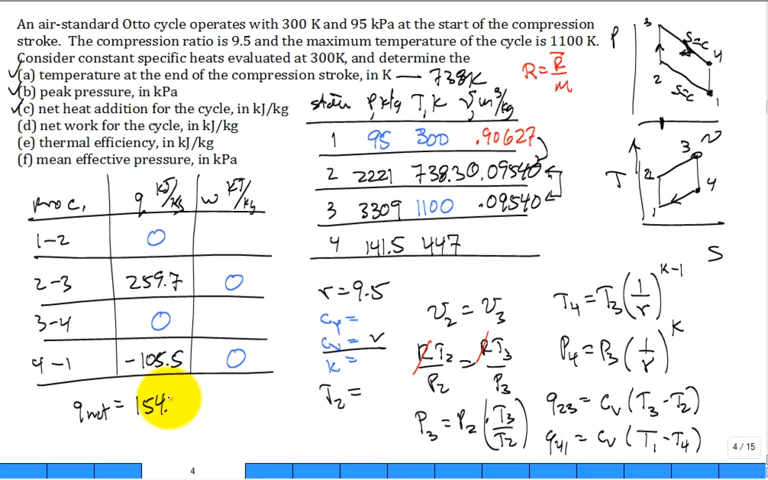 An air-standard Otto cycle operates with 300 K and 95 kPa at the start of the compression
stroke. The compression ratio is 9.5 and the maximum temperature of the cycle is 1100 K.
Consider constant specific heats evaluated at 300K, and determine the
✓(a) temperature at the end of the compression stroke, in K — 738K
✓(b) peak pressure, in kPa
✓(c) net heat addition for the cycle, in kJ/kg
(d) net work for the cycle, in kJ/kg
(e) thermal efficiency, in kJ/kg
(f) mean effective pressure, in kPa
R = R̅/M
P 3 Sec 4 2 Sec 1 v
T 3 2 4 1 S
T, K v, m³/kg
1 95 300 .90627
2 2221 738.3 0.09540
3 3309 1100 .09540
4 141.5 447
Proc. q kJ/kg w kJ/kg
1-2 0
2-3 259.7 0
3-4 0
4-1 -105.5 0
q net = 154.
r = 9.5
Cp =
Cv = v
k =
T2 =
v2 = v3
RT2/P2 = RT3/P3
P3 = P2 (T3/T2)
T4 = T3 (1/r)^k-1
P4 = P3 (1/r)^k
q23 = Cv (T3 - T2)
q41 = Cv (T1 - T4)
4 / 15
4